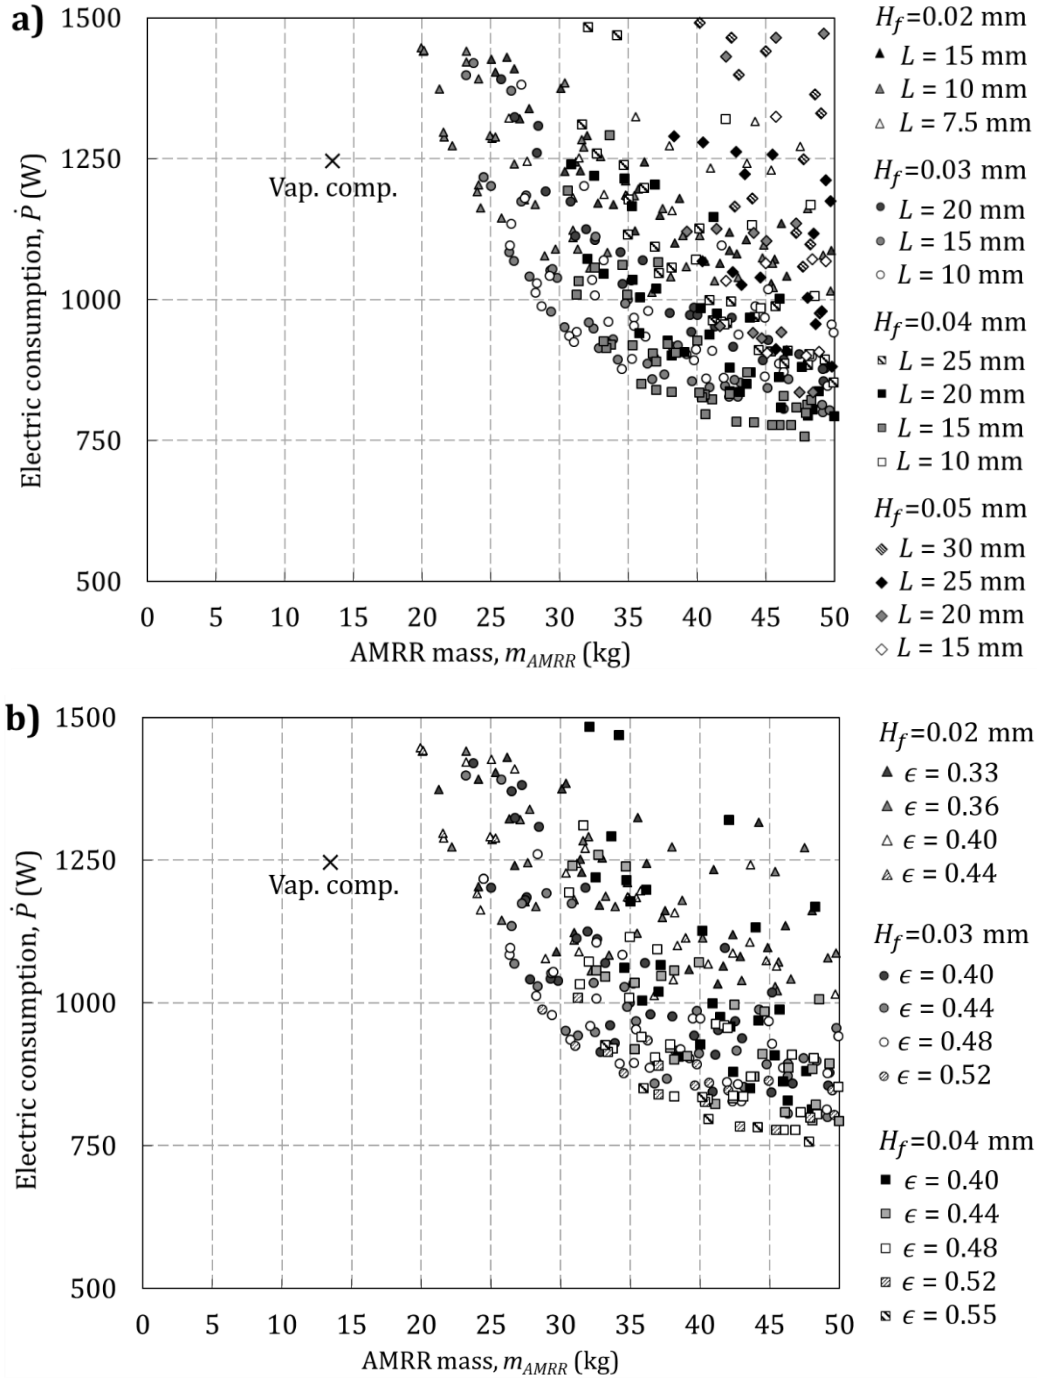 a)
1500
1250
1000
750
500
Electric consumption, Ṗ (W)
Vap. comp.
0 5 10 15 20 25 30 35 40 45 50
AMRR mass, m_AMRR (kg)
H_f=0.02 mm
L = 15 mm
L = 10 mm
L = 7.5 mm
H_f=0.03 mm
L = 20 mm
L = 15 mm
L = 10 mm
H_f=0.04 mm
L = 25 mm
L = 20 mm
L = 15 mm
L = 10 mm
H_f=0.05 mm
L = 30 mm
L = 25 mm
L = 20 mm
L = 15 mm
b)
1500
1250
1000
750
500
Electric consumption, Ṗ (W)
Vap. comp.
0 5 10 15 20 25 30 35 40 45 50
AMRR mass, m_AMRR (kg)
H_f=0.02 mm
ϵ = 0.33
ϵ = 0.36
ϵ = 0.40
ϵ = 0.44
H_f=0.03 mm
ϵ = 0.40
ϵ = 0.44
ϵ = 0.48
ϵ = 0.52
H_f=0.04 mm
ϵ = 0.40
ϵ = 0.44
ϵ = 0.48
ϵ = 0.52
ϵ = 0.55